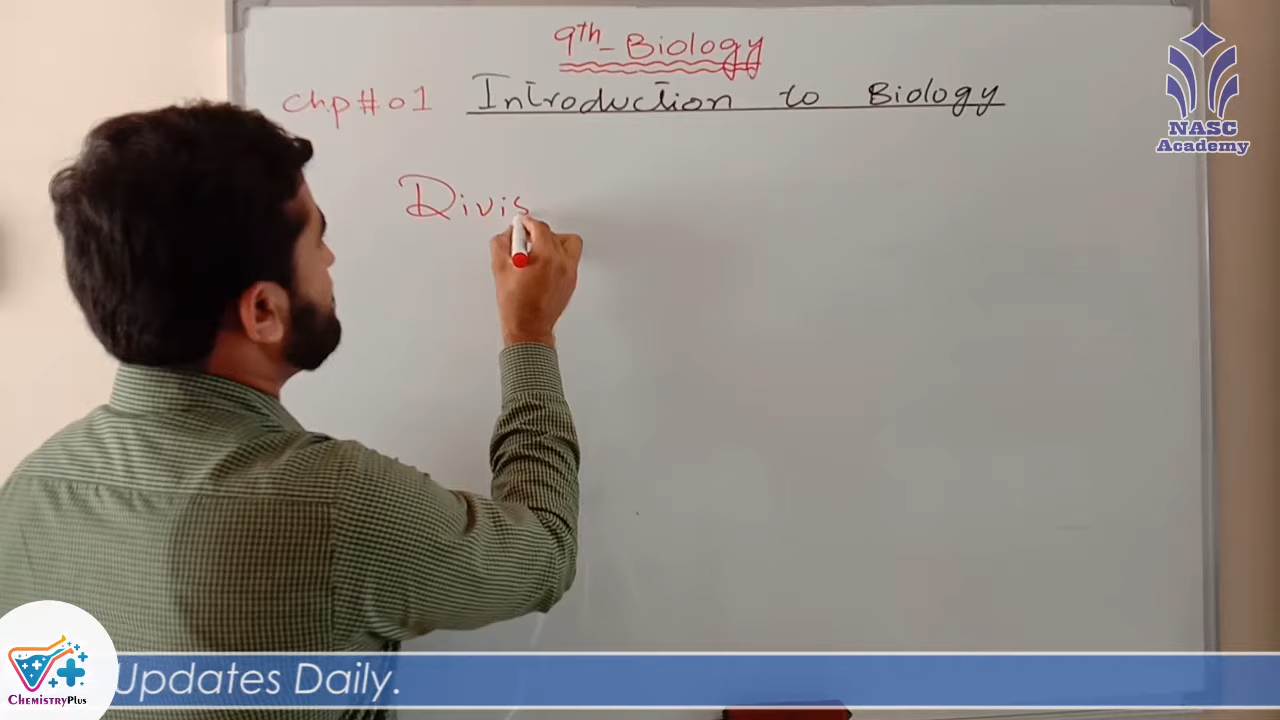 9th - Biology
Chp # 01 Introduction to Biology
Divis
NASC
Academy
Updates Daily.
ChemistryPlus